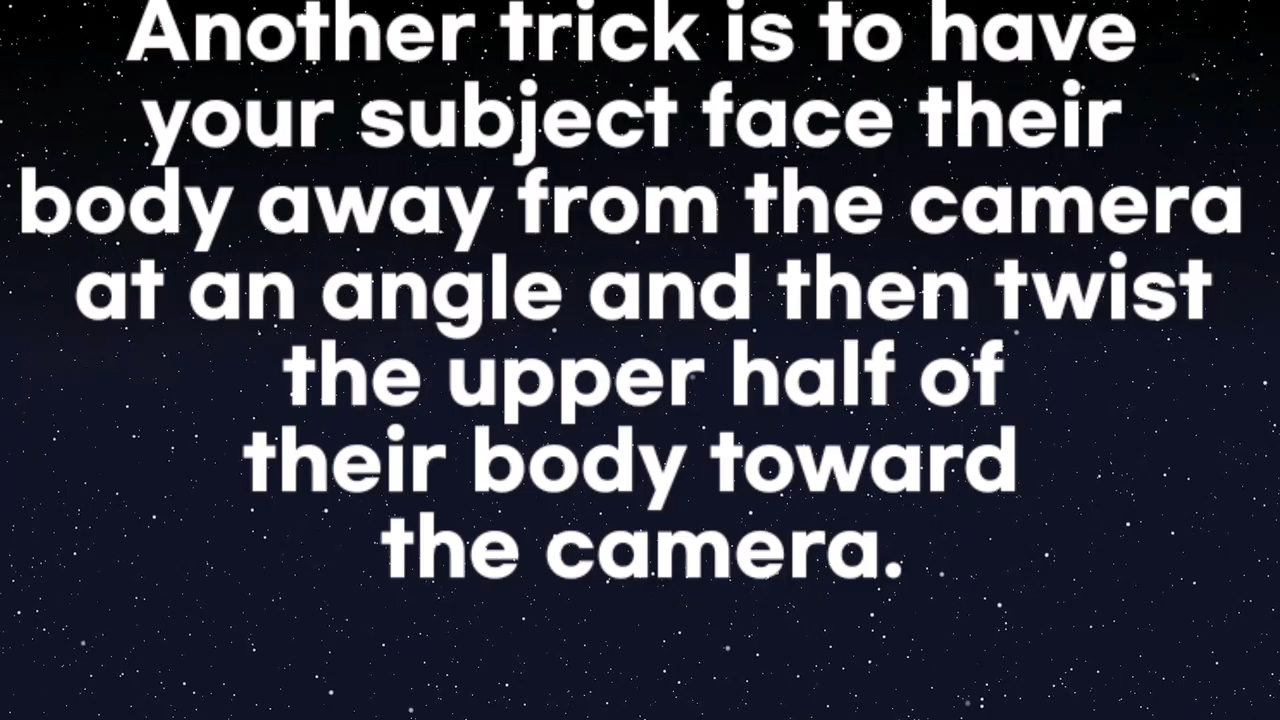 Another trick is to have
your subject face their
body away from the camera
at an angle and then twist
the upper half of
their body toward
the camera.